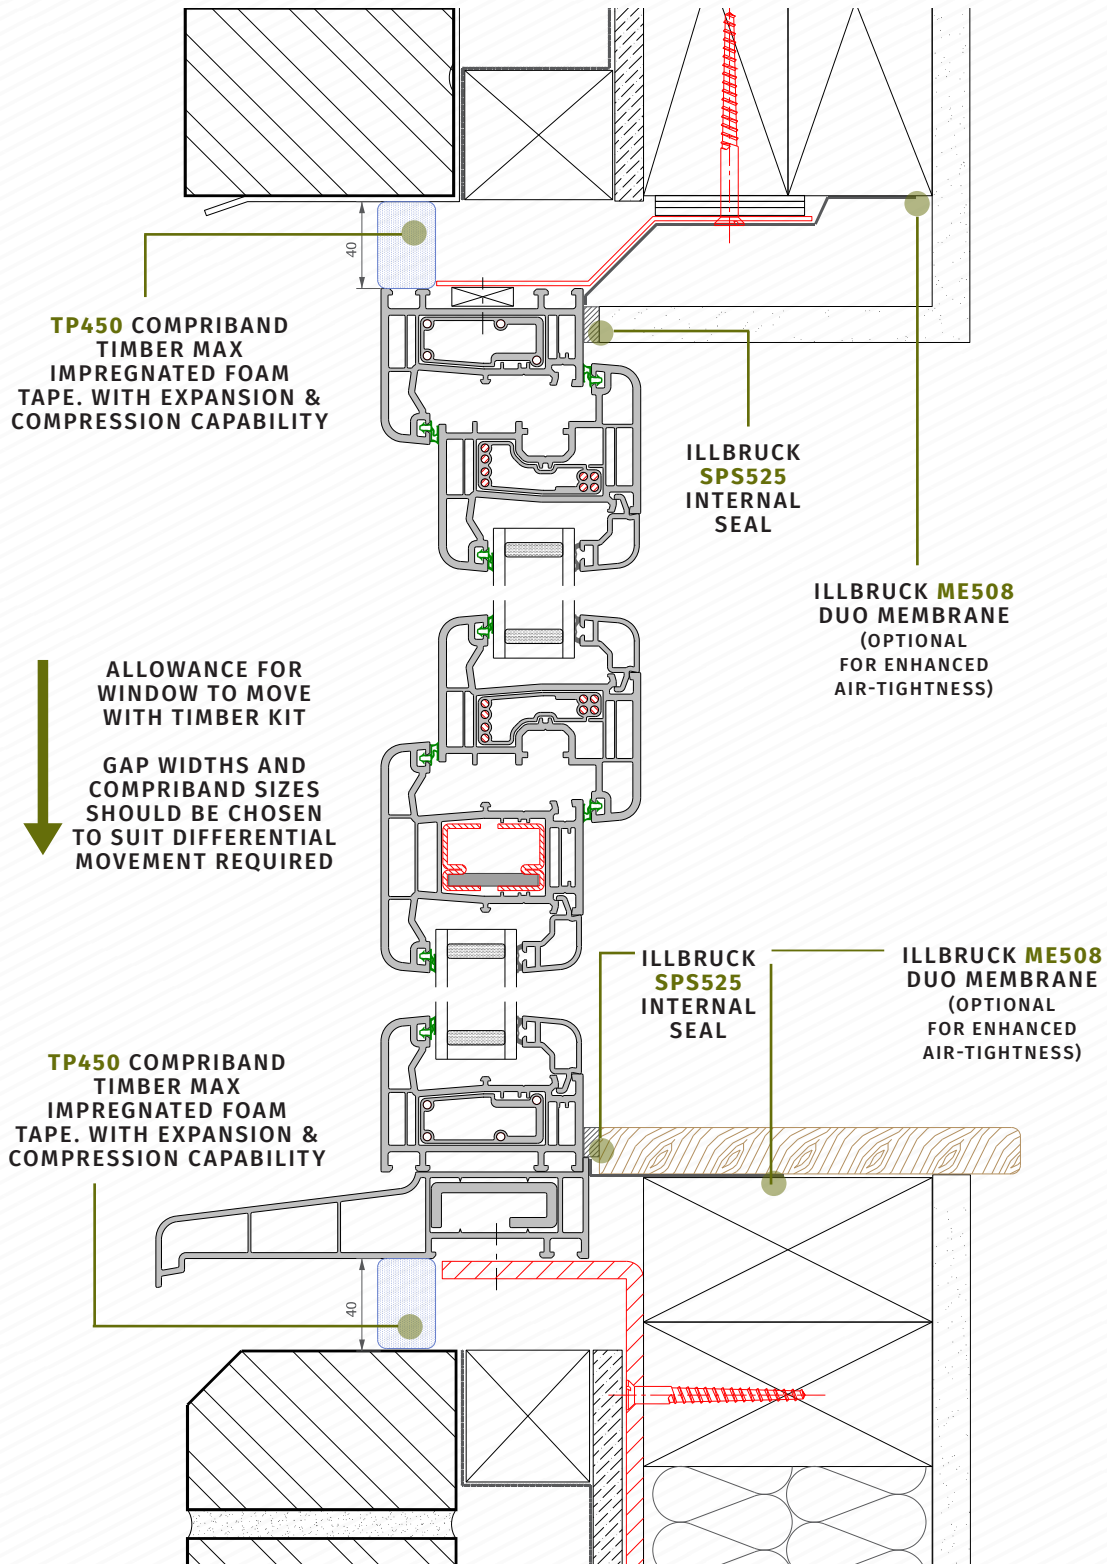 40
TP450 COMPRIBAND
TIMBER MAX
IMPREGNATED FOAM
TAPE. WITH EXPANSION &
COMPRESSION CAPABILITY
ILLBRUCK
SPS525
INTERNAL
SEAL
ILLBRUCK ME508
DUO MEMBRANE
(OPTIONAL
FOR ENHANCED
AIR-TIGHTNESS)
ALLOWANCE FOR
WINDOW TO MOVE
WITH TIMBER KIT
GAP WIDTHS AND
COMPRIBAND SIZES
SHOULD BE CHOSEN
TO SUIT DIFFERENTIAL
MOVEMENT REQUIRED
ILLBRUCK
SPS525
INTERNAL
SEAL
ILLBRUCK ME508
DUO MEMBRANE
(OPTIONAL
FOR ENHANCED
AIR-TIGHTNESS)
TP450 COMPRIBAND
TIMBER MAX
IMPREGNATED FOAM
TAPE. WITH EXPANSION &
COMPRESSION CAPABILITY
40